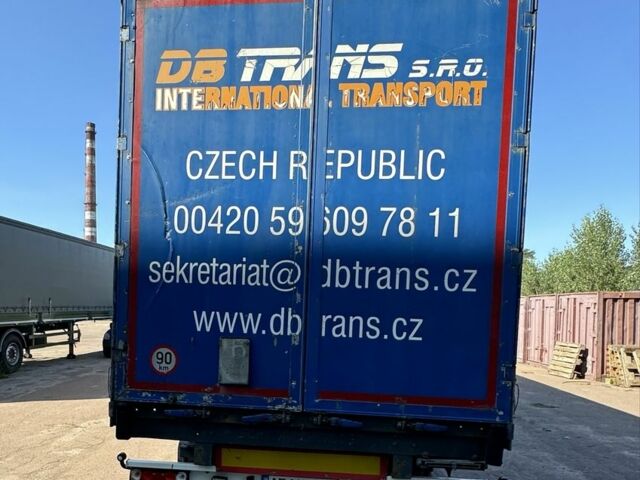 DB TRANS S.R.O.
INTERNATIONAL TRANSPORT
CZECH REPUBLIC
00420 59 609 78 11
sekretariat@dbtrans.cz
www.dbtrans.cz
90
km